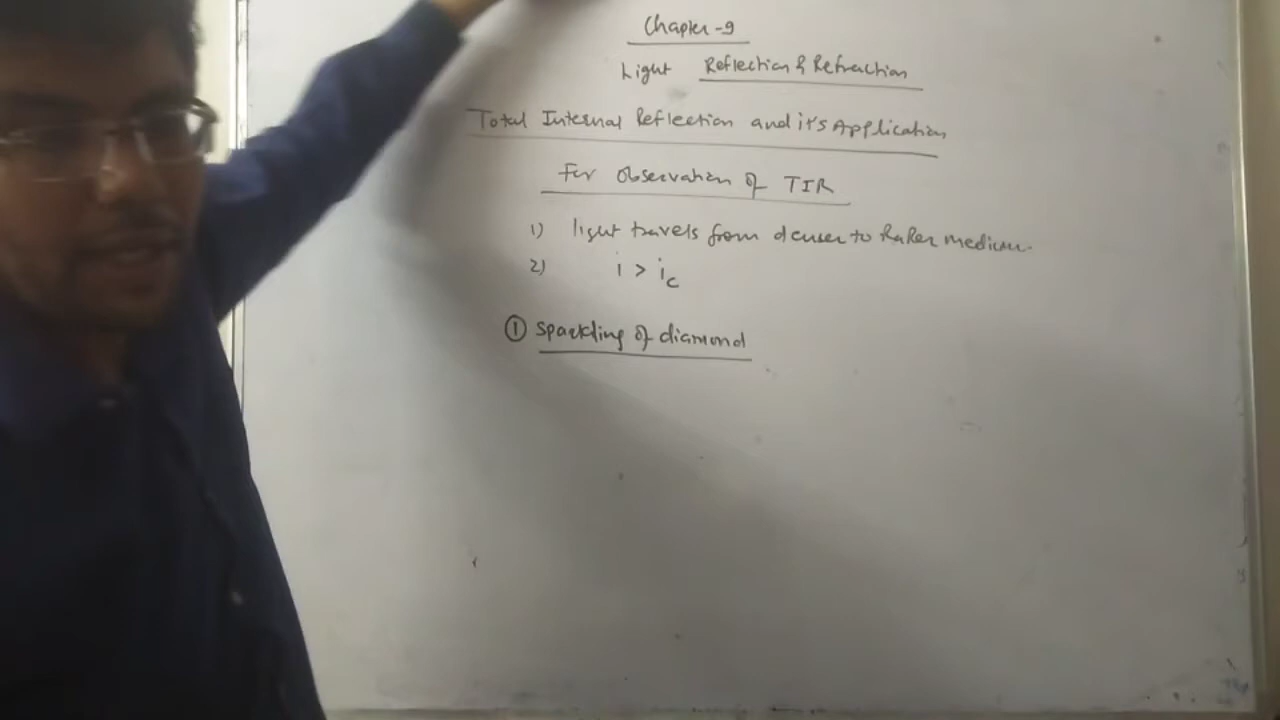 Chapter -9
Light Reflection & Refraction
Total Internal Reflection and it's Application
For Observation of TIR
1) light travels from denser to Rarer medium.
2) i > ic
① Sparkling of diamond